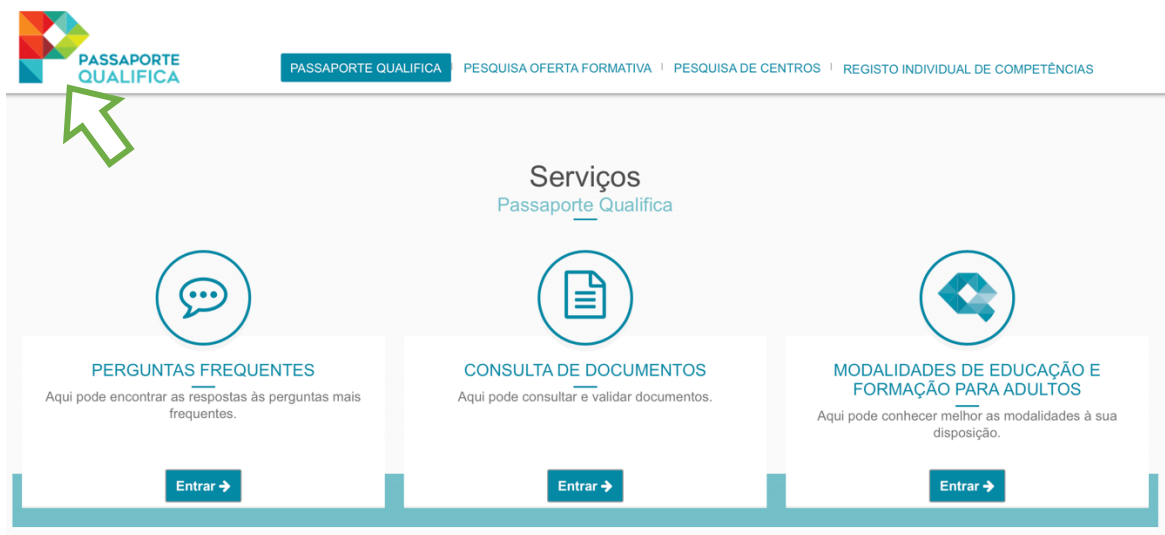 PASSAPORTE
QUALIFICA
PASSAPORTE QUALIFICA
PESQUISA OFERTA FORMATIVA
PESQUISA DE CENTROS
REGISTO INDIVIDUAL DE COMPETÊNCIAS
Serviços
Passaporte Qualifica
PERGUNTAS FREQUENTES
Aqui pode encontrar as respostas às perguntas mais
frequentes.
Entrar
CONSULTA DE DOCUMENTOS
Aqui pode consultar e validar documentos.
Entrar
MODALIDADES DE EDUCAÇÃO E
FORMAÇÃO PARA ADULTOS
Aqui pode conhecer melhor as modalidades à sua
disposição.
Entrar